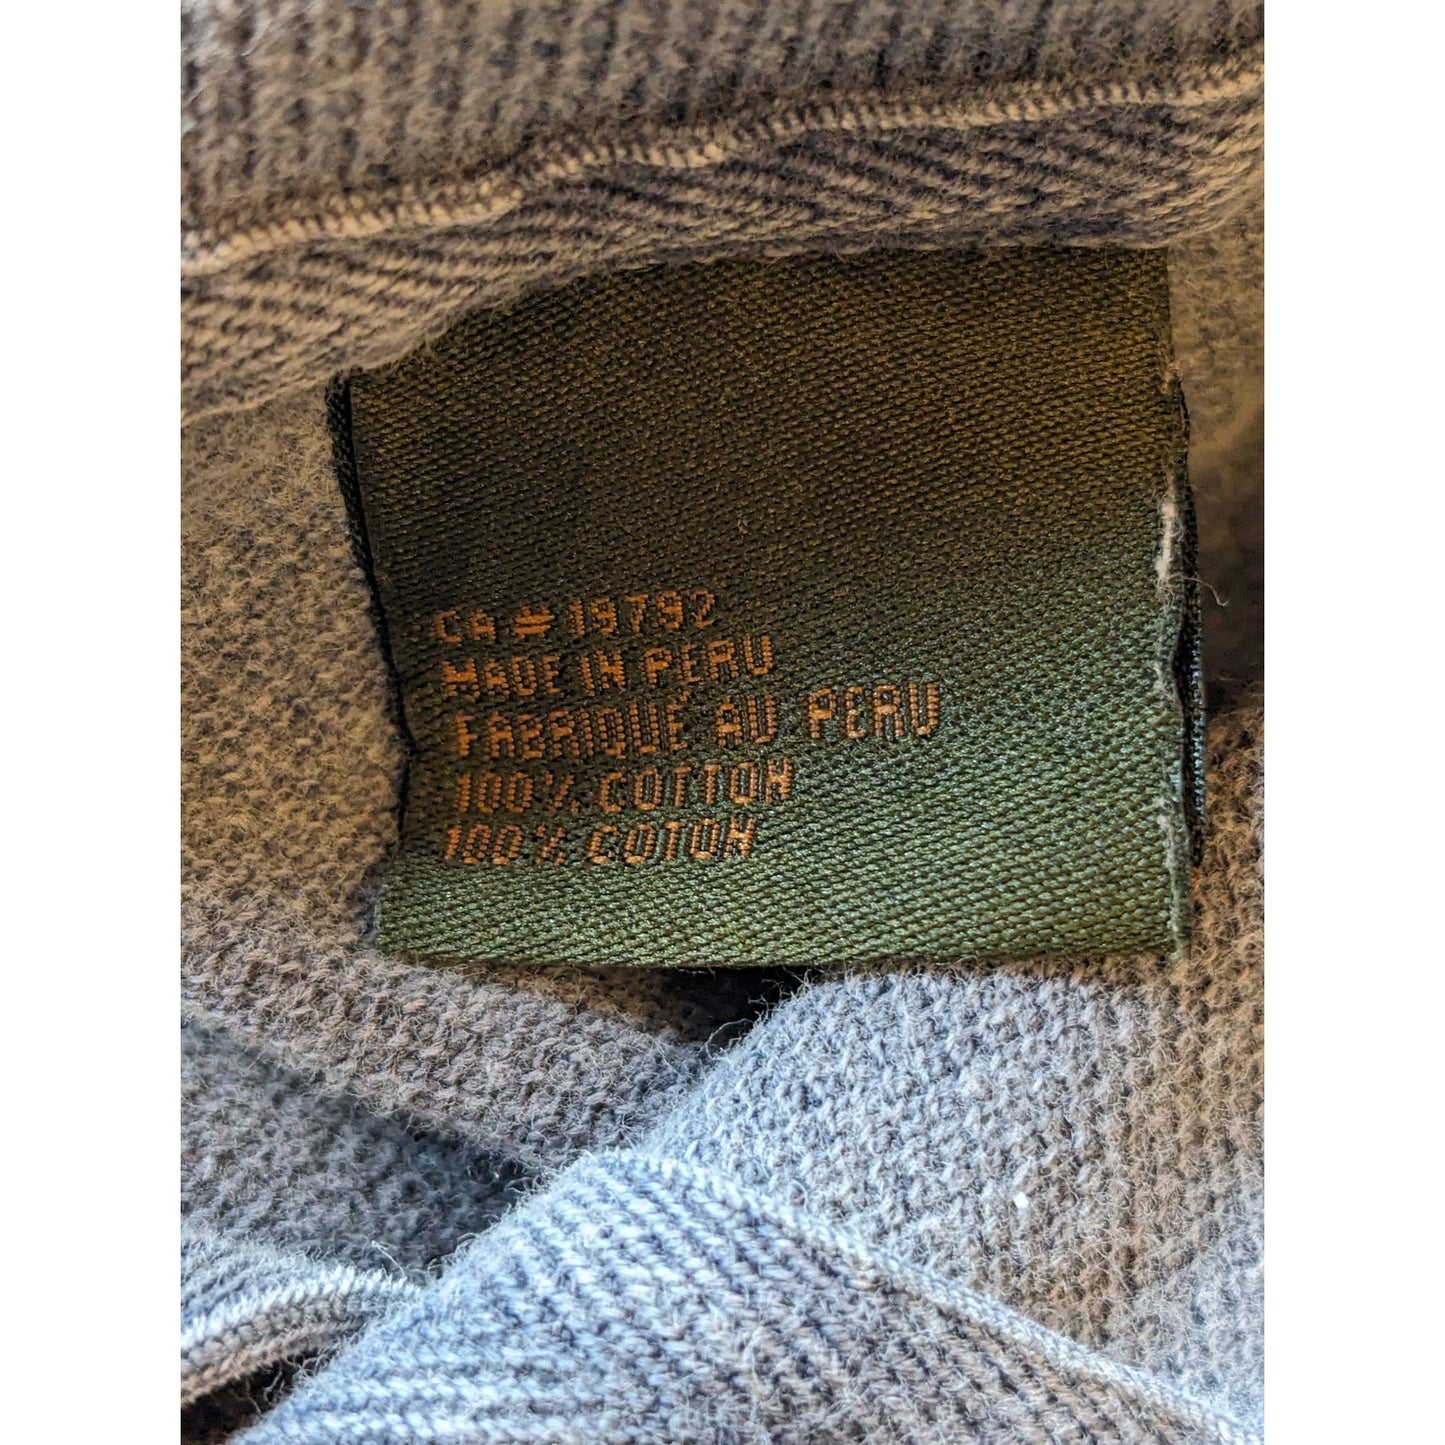 CA#19792
MADE IN PERU
FABRIQUÉ AU PERU
100% COTTON
100% COTON